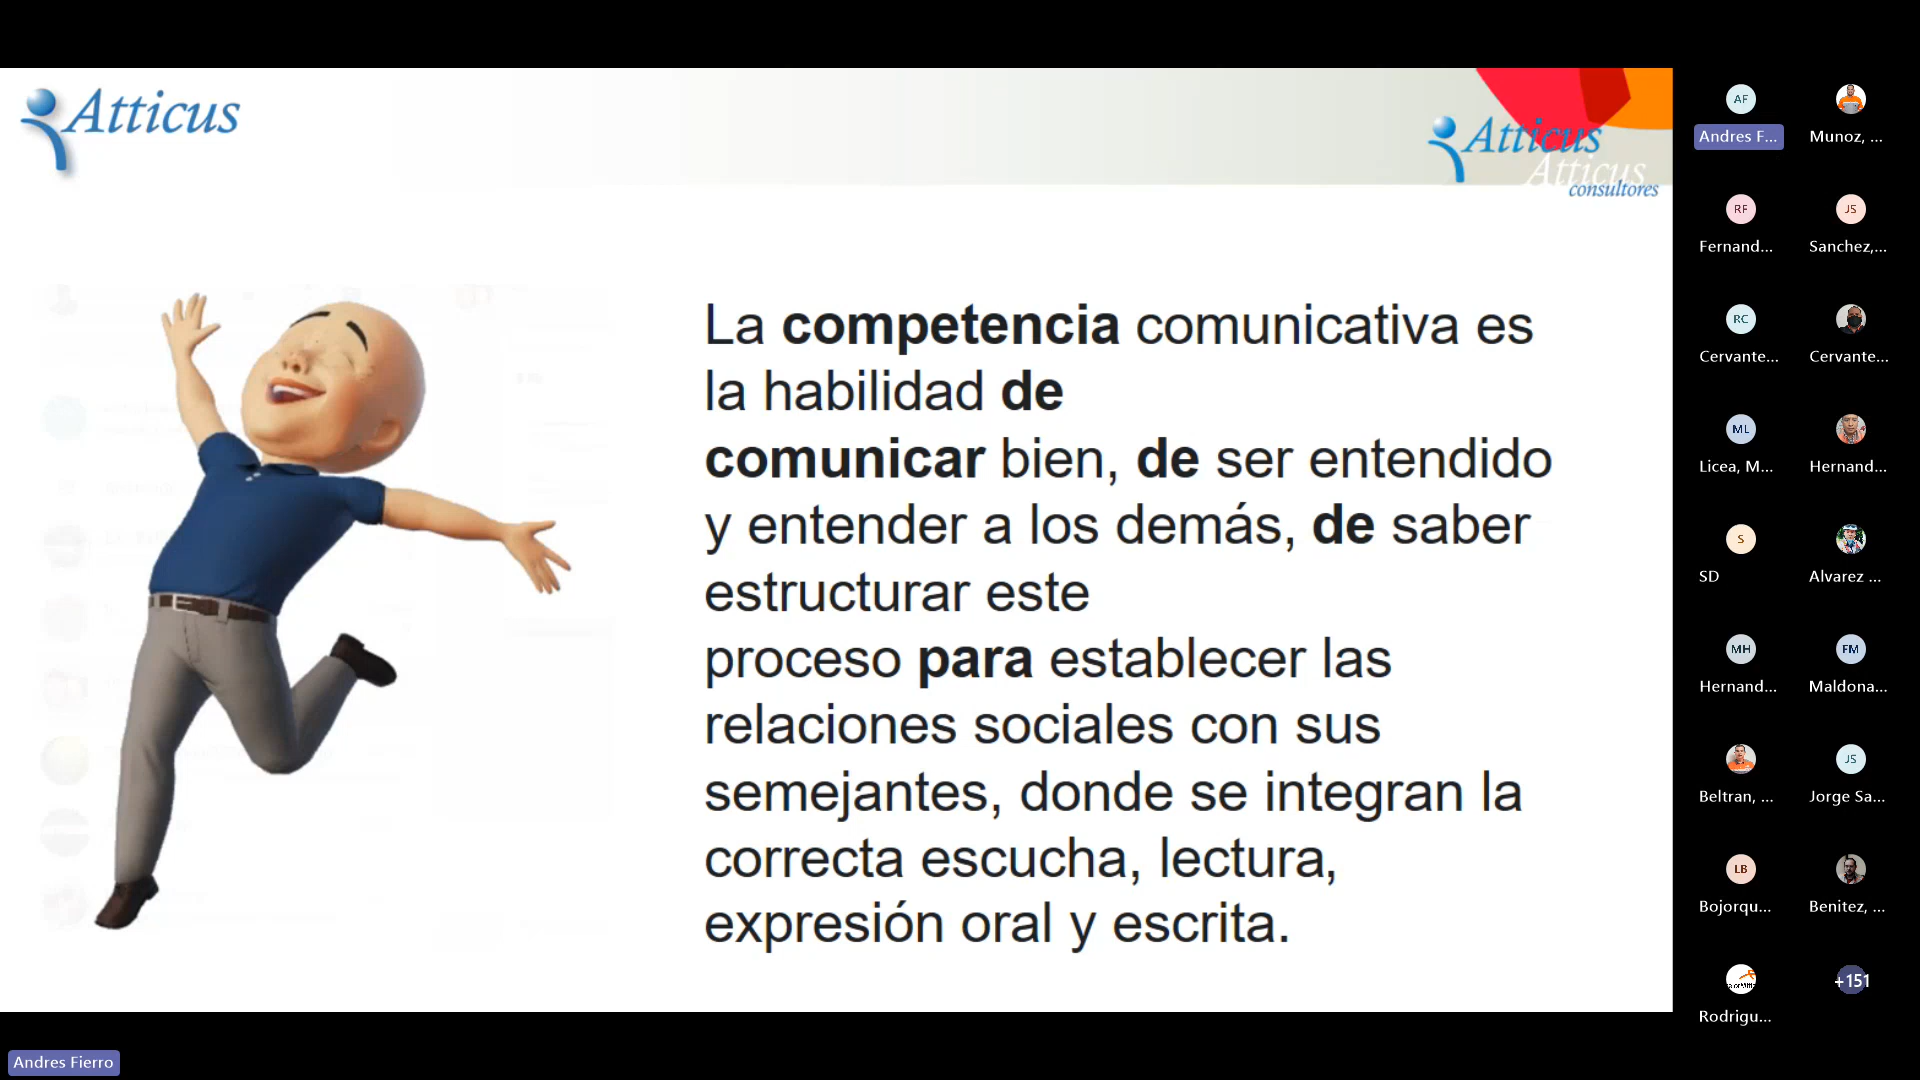 Atticus
Atticus
Atticus
consultores
La competencia comunicativa es
la habilidad de
comunicar bien, de ser entendido
y entender a los demás, de saber
estructurar este
proceso para establecer las
relaciones sociales con sus
semejantes, donde se integran la
correcta escucha, lectura,
expresión oral y escrita.
AF
Andres F...
Munoz, ...
RF
Fernand...
JS
Sanchez,...
RC
Cervante...
Cervante...
ML
Licea, M...
Hernand...
S
SD
Alvarez ...
MH
Hernand...
FM
Maldona...
Beltran, ...
JS
Jorge Sa...
LB
Bojorqu...
Benitez, ...
Rodrigu...
+151
Andres Fierro